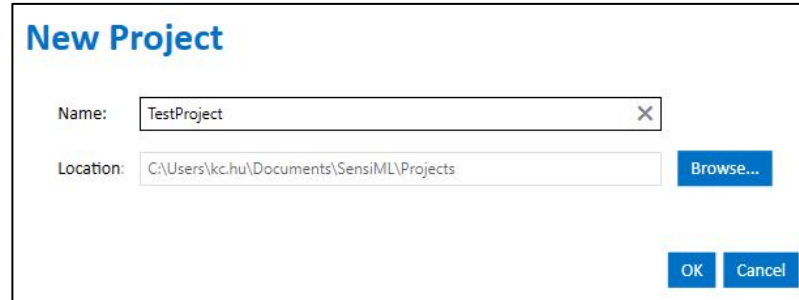 New Project
Name: TestProject
Location: C:\Users\kc.hu\Documents\SensiML\Projects Browse...
OK Cancel